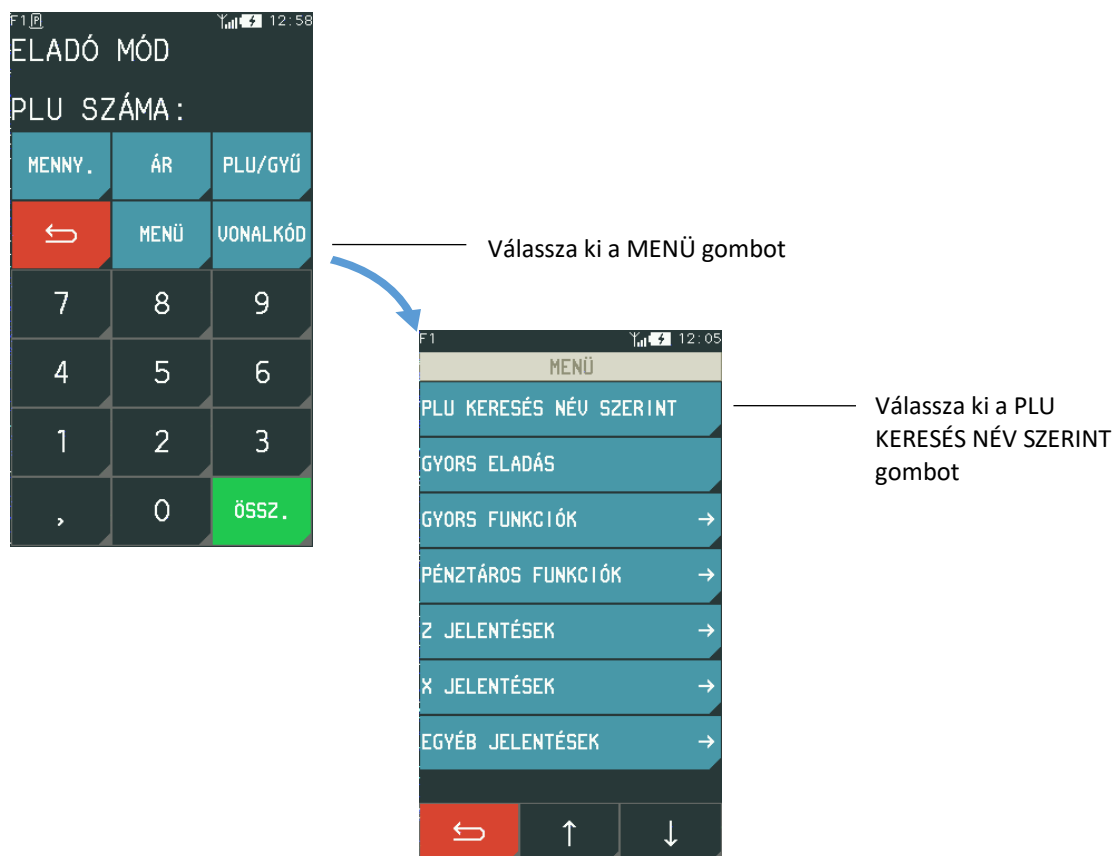 F1 P 12:58
ELADÓ MÓD
PLU SZÁMA:
MENNY. ÁR PLU/GYŰ
MENÜ VONALKÓD
7 8 9
4 5 6
1 2 3
, 0 ÖSSZ.
Válassza ki a MENÜ gombot
F1 12:05
MENÜ
PLU KERESÉS NÉV SZERINT
GYORS ELADÁS
GYORS FUNKCIÓK →
PÉNZTÁROS FUNKCIÓK →
Z JELENTÉSEK →
X JELENTÉSEK →
EGYÉB JELENTÉSEK →
↑ ↓
Válassza ki a PLU
KERESÉS NÉV SZERINT
gombot